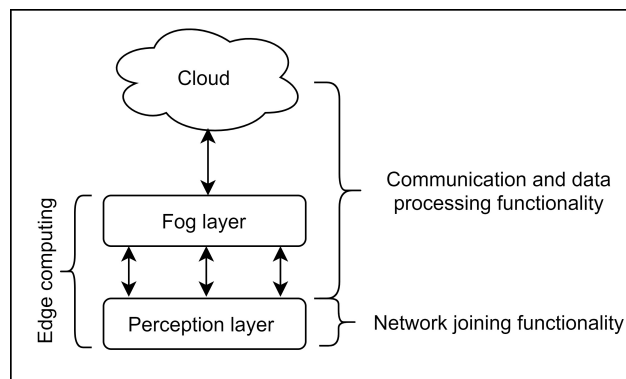 Cloud
Communication and data
processing functionality
Fog layer
Edge computing
Perception layer
Network joining functionality